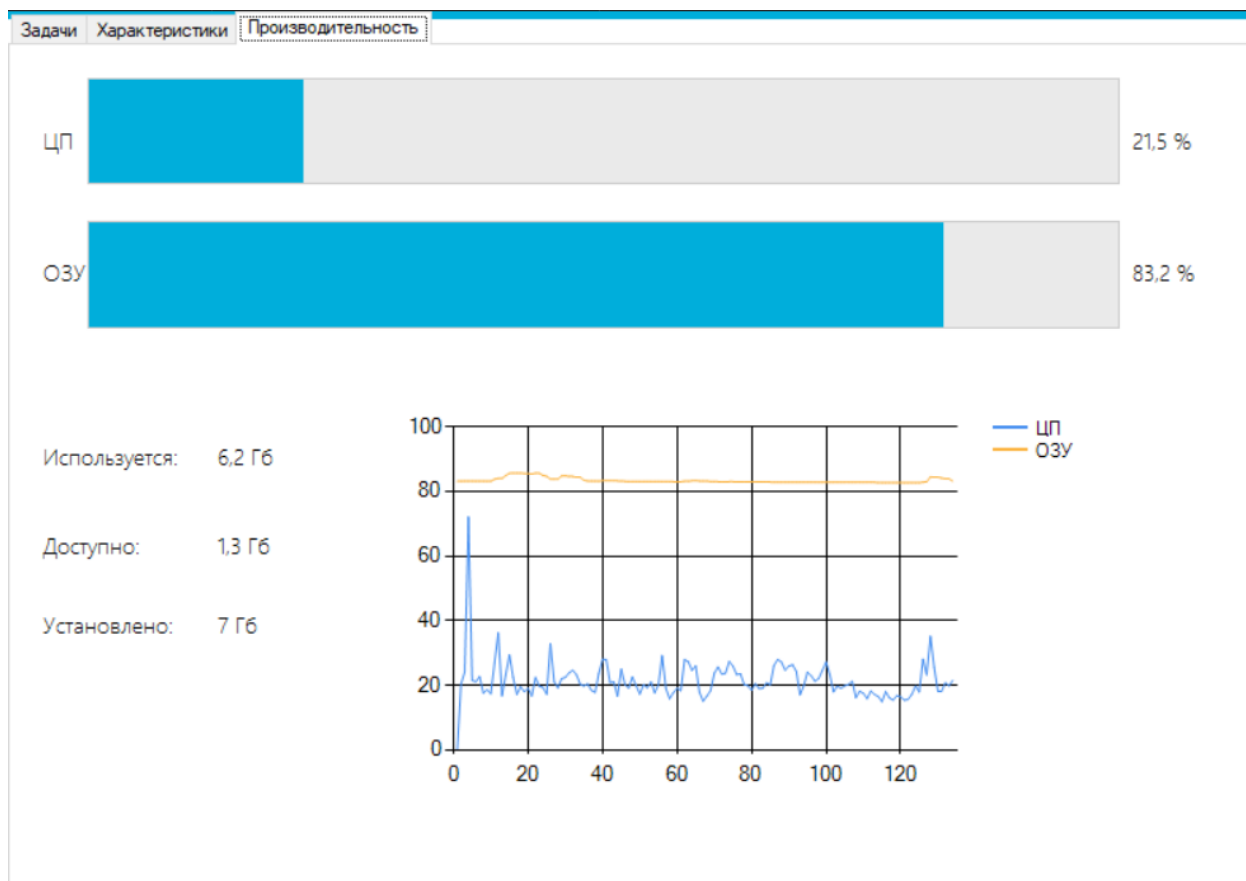 Задачи Характеристики Производительность
ЦП 21,5 %
ОЗУ 83,2 %
Используется: 6,2 Гб
Доступно: 1,3 Гб
Установлено: 7 Гб
100
80
60
40
20
0
0 20 40 60 80 100 120
ЦП
ОЗУ